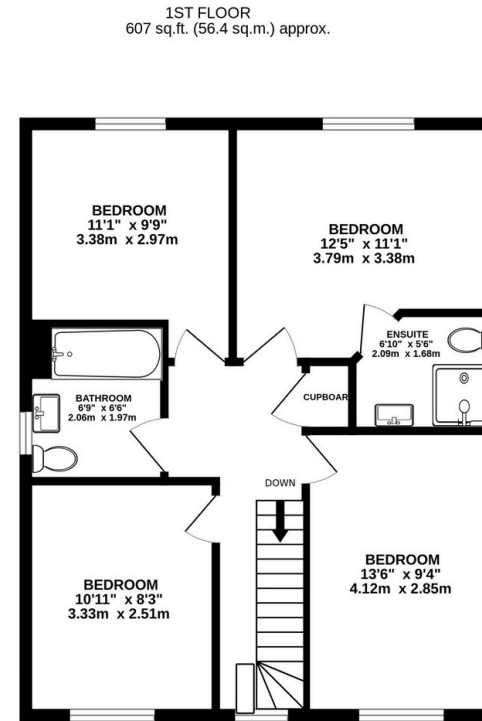 1ST FLOOR
607 sq.ft. (56.4 sq.m.) approx.
BEDROOM
11'1" x 9'9"
3.38m x 2.97m
BEDROOM
12'5" x 11'1"
3.79m x 3.38m
ENSUITE
6'10" x 5'6"
2.09m x 1.68m
CUPBOAR
BATHROOM
6'9" x 6'6"
2.06m x 1.97m
DOWN
BEDROOM
13'6" x 9'4"
4.12m x 2.85m
BEDROOM
10'11" x 8'3"
3.33m x 2.51m